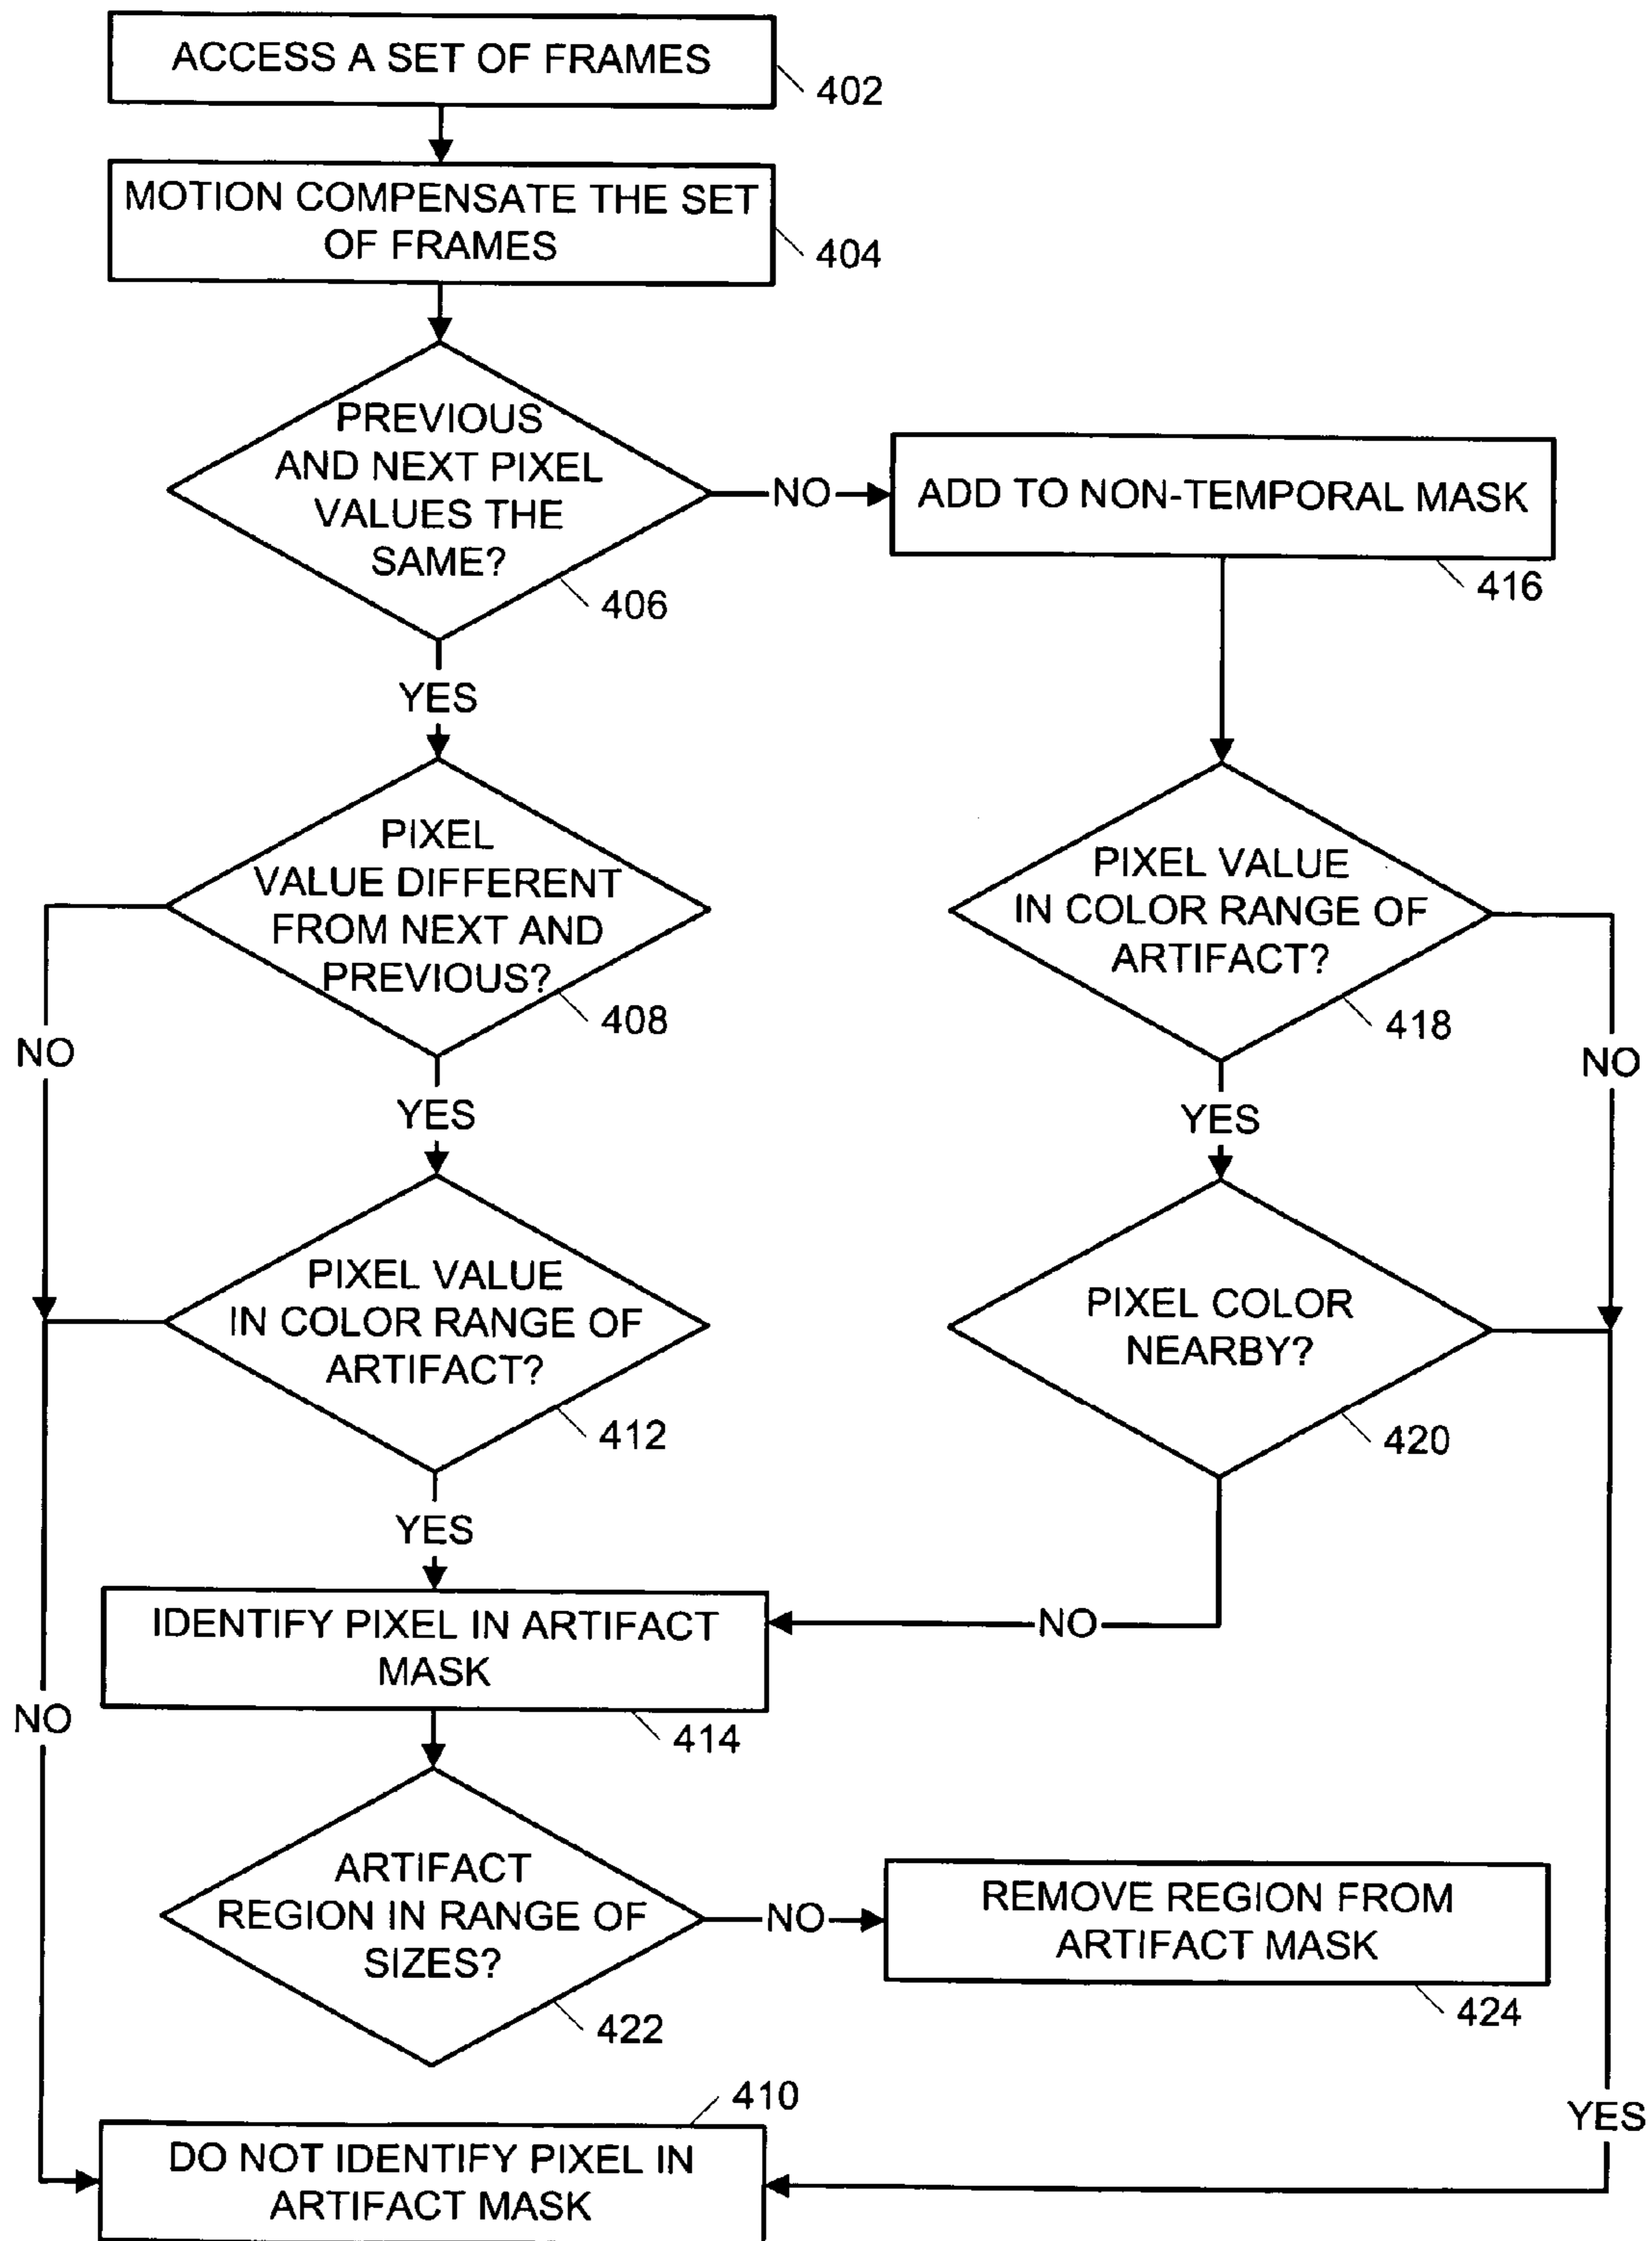 ACCESS A SET OF FRAMES
402
MOTION COMPENSATE THE SET
OF FRAMES
404
PREVIOUS
AND NEXT PIXEL
VALUES THE
SAME?
406
NO
ADD TO NON-TEMPORAL MASK
416
YES
PIXEL
VALUE DIFFERENT
FROM NEXT AND
PREVIOUS?
408
NO
YES
PIXEL VALUE
IN COLOR RANGE OF
ARTIFACT?
418
NO
YES
PIXEL VALUE
IN COLOR RANGE OF
ARTIFACT?
412
PIXEL COLOR
NEARBY?
420
YES
NO
IDENTIFY PIXEL IN ARTIFACT
MASK
414
NO
ARTIFACT
REGION IN RANGE OF
SIZES?
422
NO
REMOVE REGION FROM
ARTIFACT MASK
424
YES
410
DO NOT IDENTIFY PIXEL IN
ARTIFACT MASK